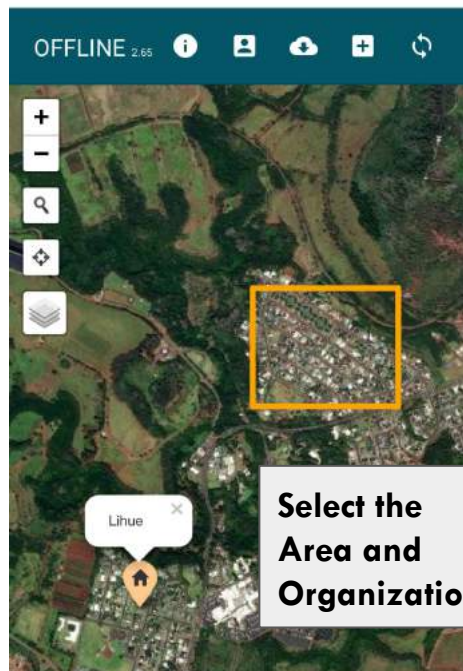 OFFLINE 2.65
+
−
Lihue
×
Select the
Area and
Organizatio